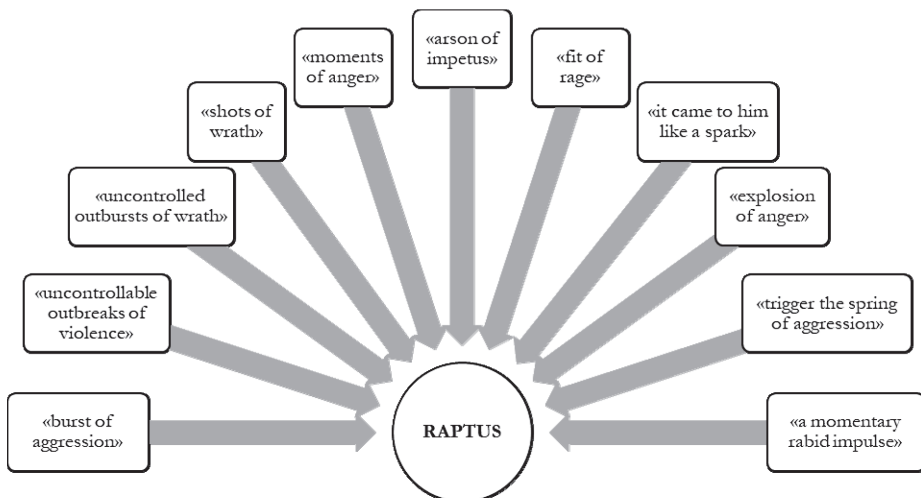 «arson of
impetus»
«moments
of anger»
«fit of
rage»
«shots of
wrath»
«it came to him
like a spark»
«uncontrolled
outbursts of wrath»
«explosion
of anger»
«uncontrollable
outbreaks of
violence»
«trigger the spring
of aggression»
«burst of
aggression»
RAPTUS
«a momentary
rabid impulse»